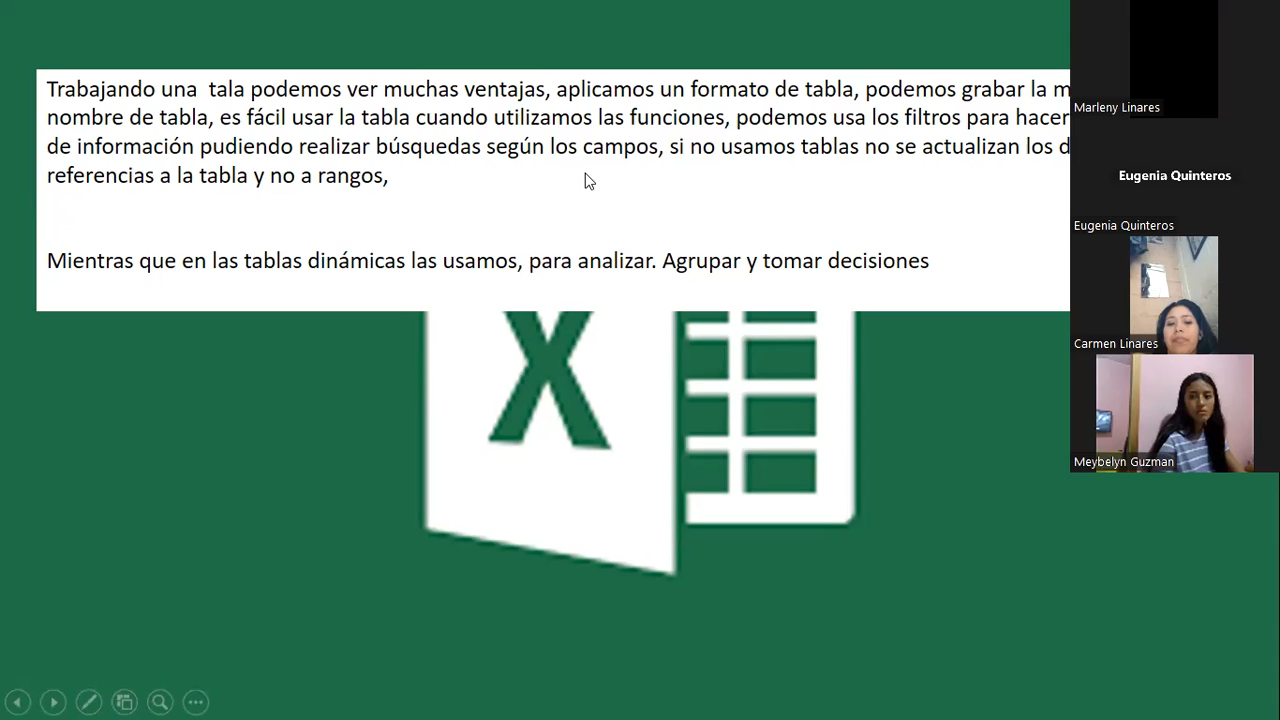 Trabajando una  tala podemos ver muchas ventajas, aplicamos un formato de tabla, podemos grabar la
nombre de tabla, es fácil usar la tabla cuando utilizamos las funciones, podemos usa los filtros para hacer
de información pudiendo realizar búsquedas según los campos, si no usamos tablas no se actualizan los
referencias a la tabla y no a rangos,
Mientras que en las tablas dinámicas las usamos, para analizar. Agrupar y tomar decisiones
X
Marleny Linares
Eugenia Quinteros
Eugenia Quinteros
Carmen Linares
Meybelyn Guzman